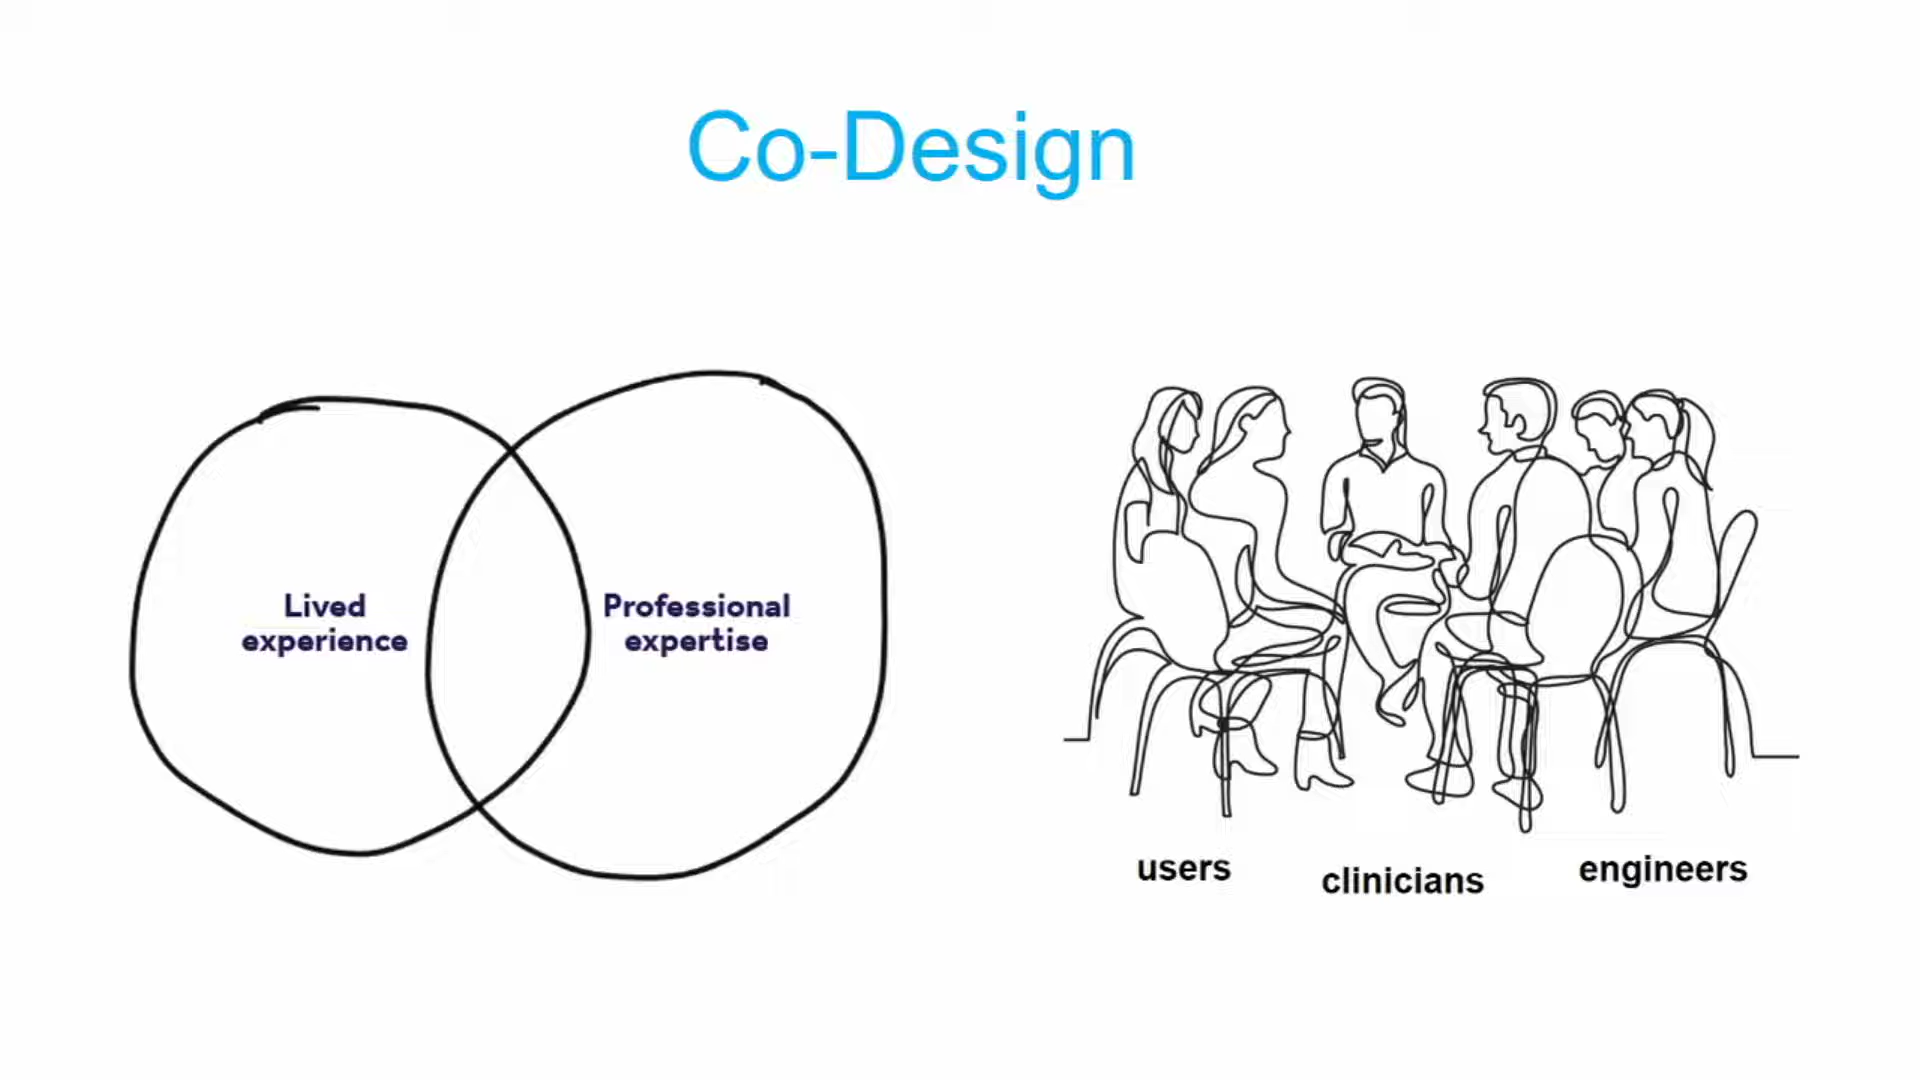 Co-Design
Lived
experience
Professional
expertise
users
clinicians
engineers